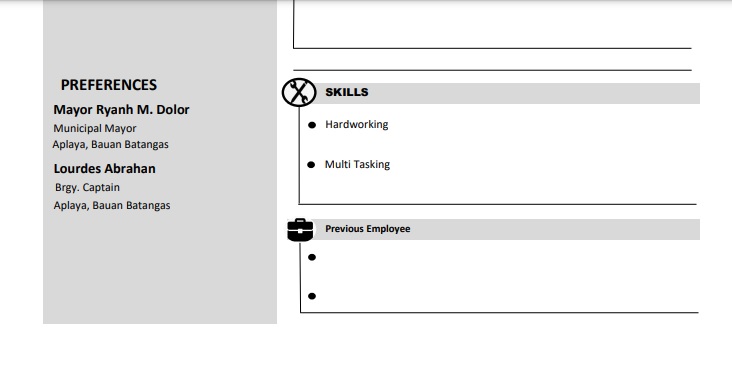 PREFERENCES
Mayor Ryanh M. Dolor
Municipal Mayor
Aplaya, Bauan Batangas
Lourdes Abrahan
Brgy. Captain
Aplaya, Bauan Batangas
SKILLS
Hardworking
Multi Tasking
Previous Employee